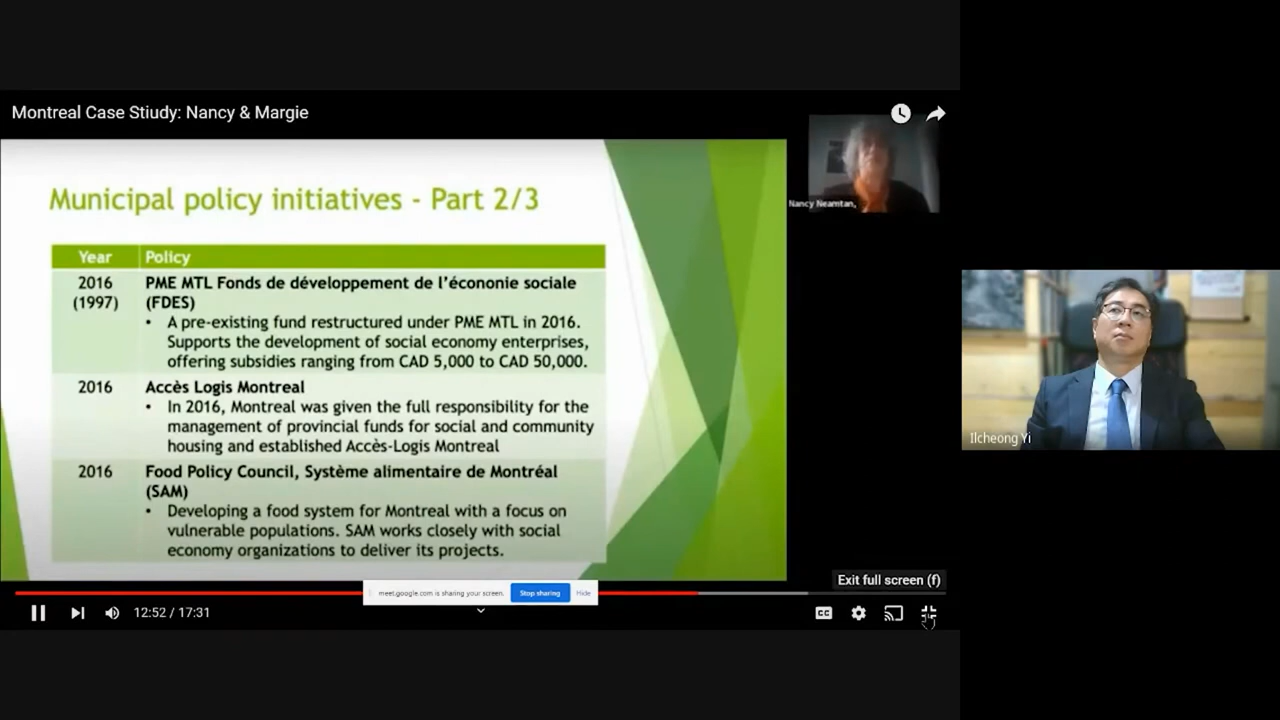 Montreal Case Stiudy: Nancy & Margie
Municipal policy initiatives - Part 2/3
Nancy Neamtan,
Year Policy
2016 PME MTL Fonds de développement de l'éconie sociale
(1997) (FDES)
• A pre-existing fund restructured under PME MTL in 2016.
Supports the development of social economy enterprises,
offering subsidies ranging from CAD 5,000 to CAD 50,000.
2016 Accès Logis Montreal
• In 2016, Montreal was given the full responsibility for the
management of provincial funds for social and community
housing and established Accès-Logis Montreal
2016 Food Policy Council, Système alimentaire de Montréal
(SAM)
• Developing a food system for Montreal with a focus on
vulnerable populations. SAM works closely with social
economy organizations to deliver its projects.
Ilcheong Yi
Exit full screen (f)
meet.google.com is sharing your screen. Stop sharing Hide
12:52 / 17:31
CC